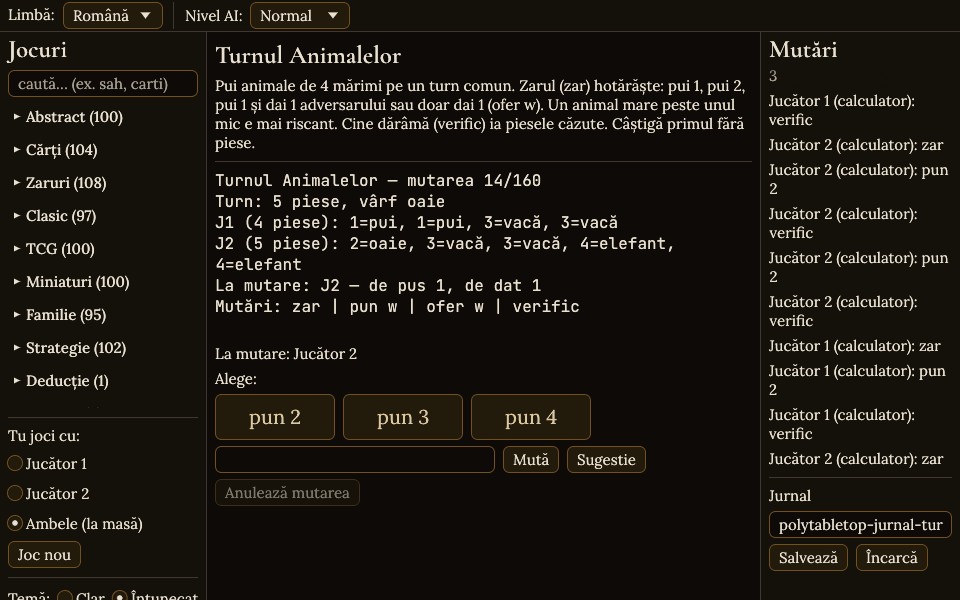 Limbă: Română ▼ Nivel AI: Normal ▼
Jocuri
caută... (ex. sah, carti)
▸ Abstract (100)
▸ Cărți (104)
▸ Zaruri (108)
▸ Clasic (97)
▸ TCG (100)
▸ Miniaturi (100)
▸ Familie (95)
▸ Strategie (102)
▸ Deducție (1)
Tu joci cu:
Jucător 1
Jucător 2
Ambele (la masă)
Joc nou
Temă: Clar Întunecat
Turnul Animalelor
Pui animale de 4 mărimi pe un turn comun. Zarul (zar) hotărăște: pui 1, pui 2,
pui 1 și dai 1 adversarului sau doar dai 1 (ofer w). Un animal mare peste unul
mic e mai riscant. Cine dărâmă (verific) ia piesele căzute. Câștigă primul fără
piese.
Turnul Animalelor — mutarea 14/160
Turn: 5 piese, vârf oaie
J1 (4 piese): 1=pui, 1=pui, 3=vacă, 3=vacă
J2 (5 piese): 2=oaie, 3=vacă, 3=vacă, 4=elefant,
4=elefant
La mutare: J2 — de pus 1, de dat 1
Mutări: zar | pun w | ofer w | verific
La mutare: Jucător 2
Alege:
pun 2 pun 3 pun 4
Mută Sugestie
Anulează mutarea
Mutări
3
Jucător 1 (calculator):
verific
Jucător 2 (calculator): zar
Jucător 2 (calculator): pun
2
Jucător 2 (calculator):
verific
Jucător 2 (calculator): pun
2
Jucător 2 (calculator):
verific
Jucător 1 (calculator): zar
Jucător 1 (calculator): pun
2
Jucător 1 (calculator):
verific
Jucător 2 (calculator): zar
Jurnal
polytabletop-jurnal-tur
Salvează Încarcă